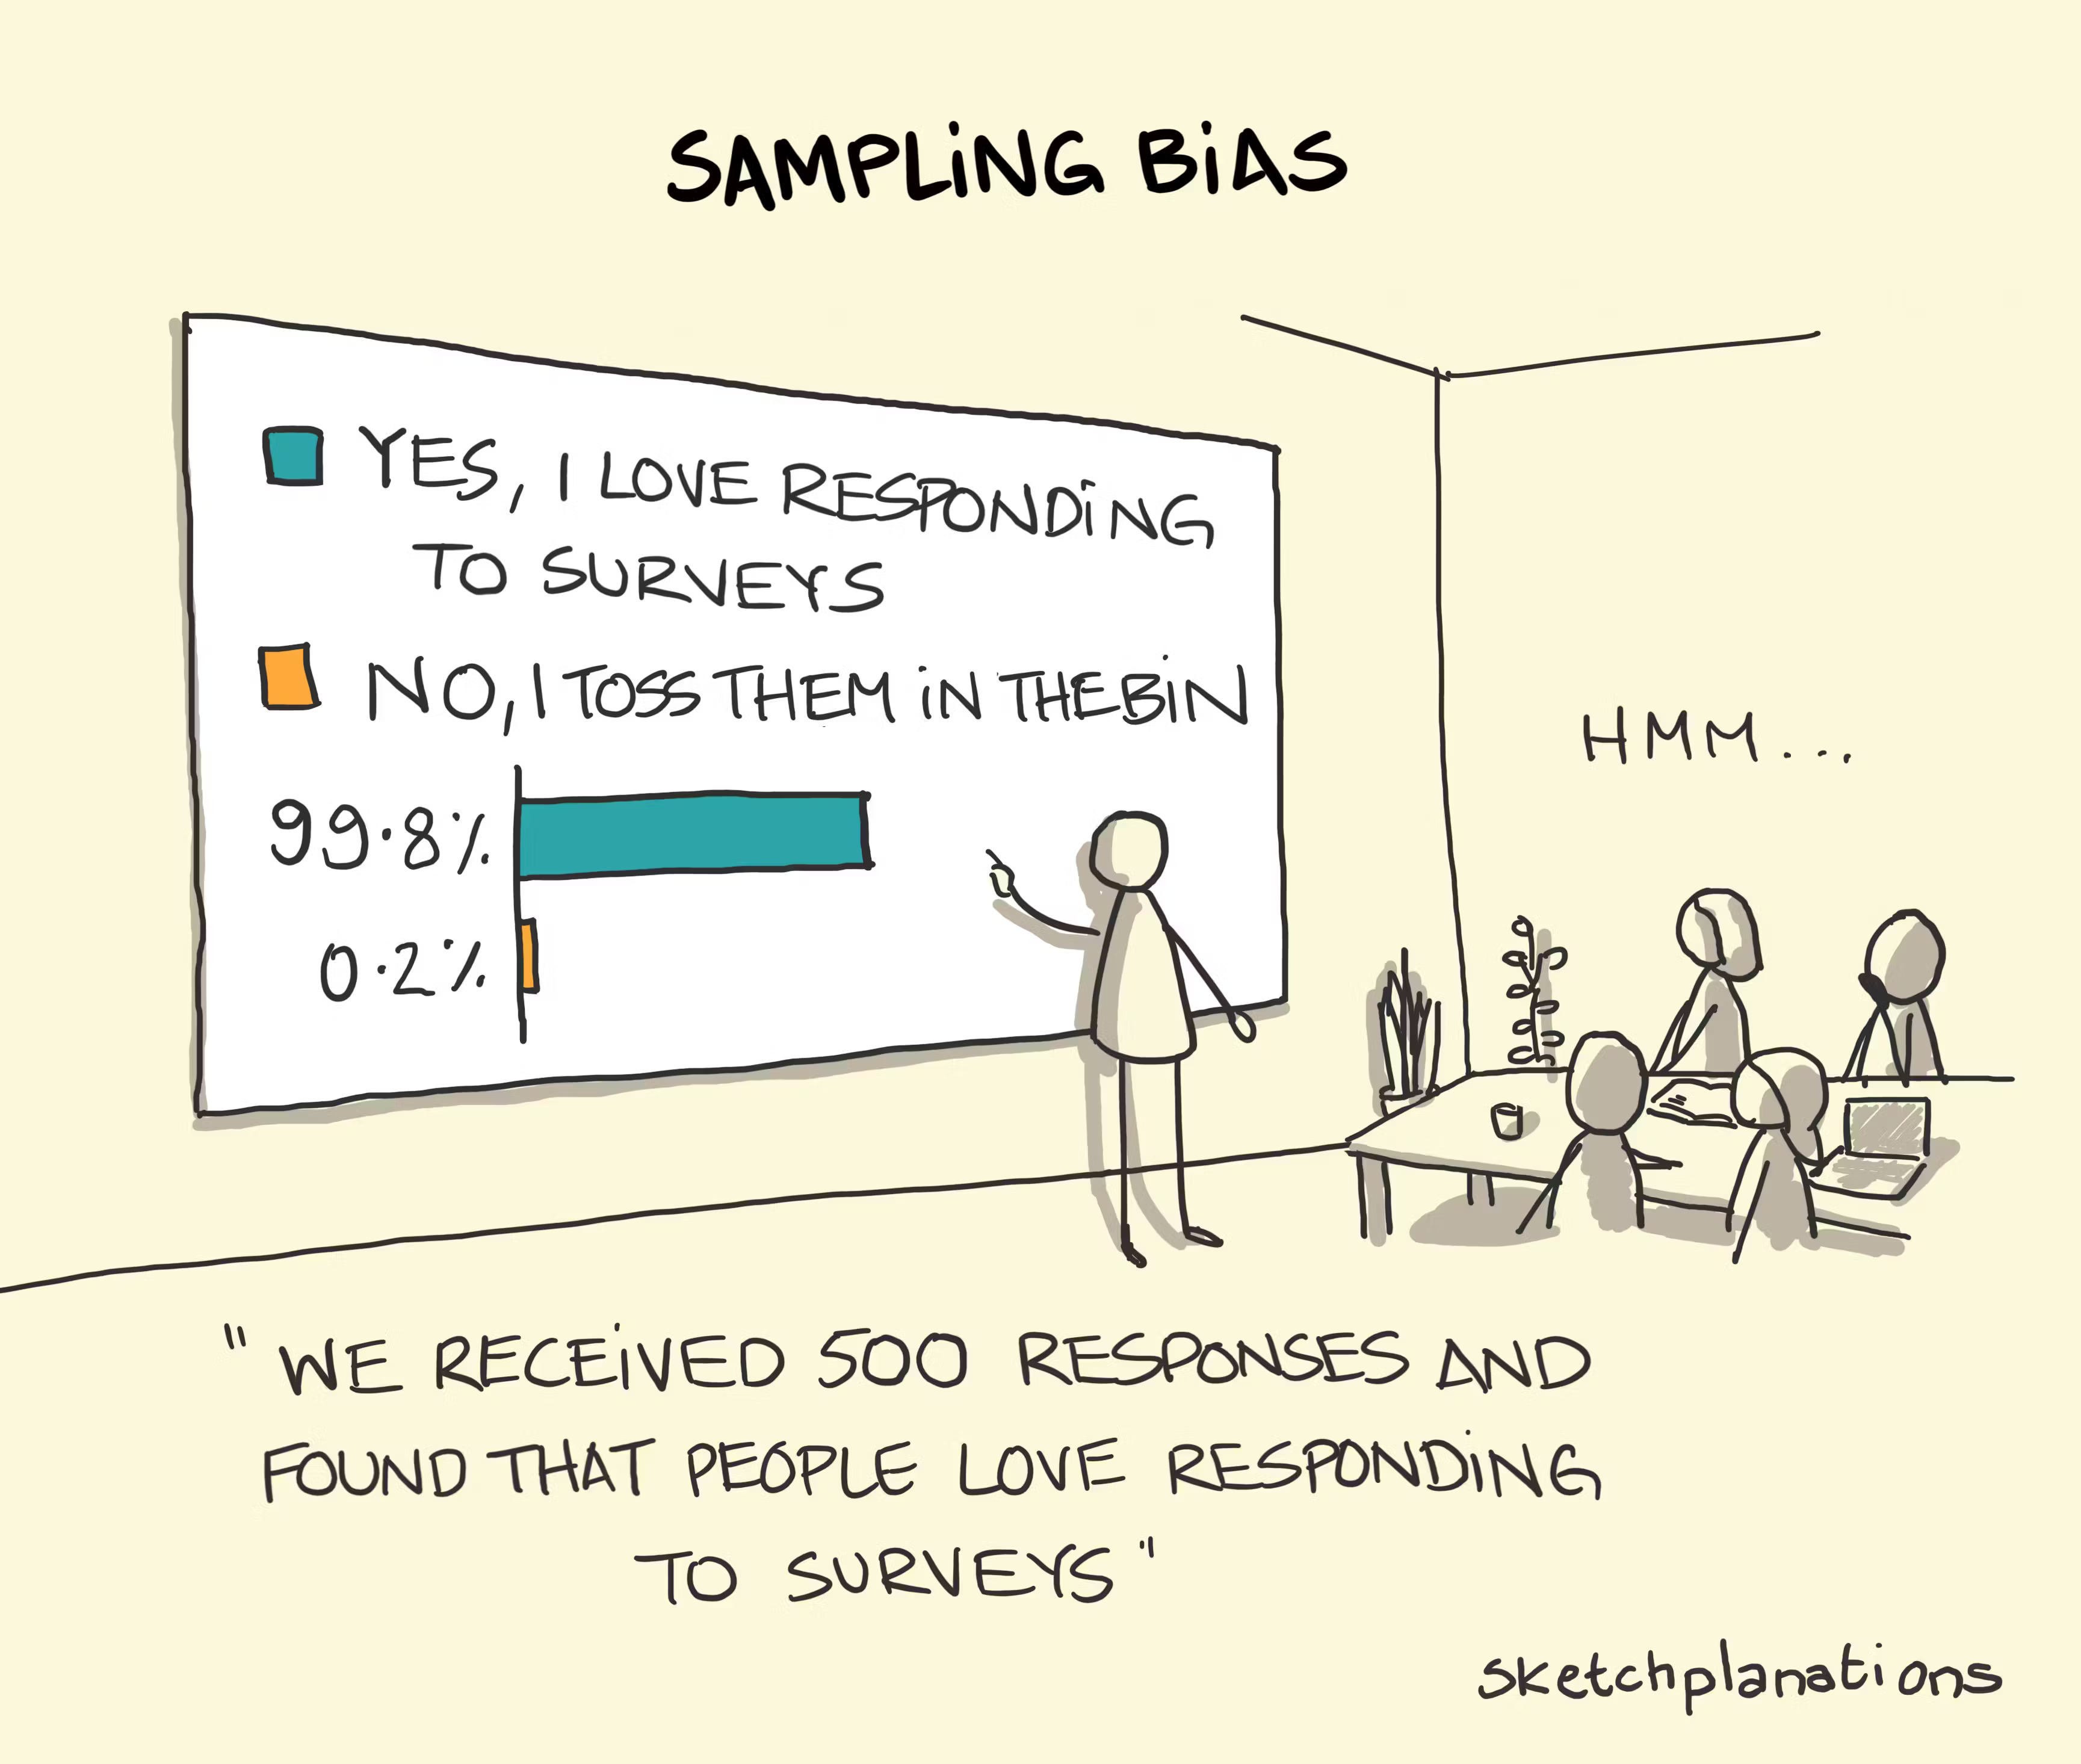 SAMPLING BIAS
YES, I LOVE RESPONDING
TO SURVEYS
NO, I TOSS THEM IN THE BIN
99.8%
0.2%
HMM....
"WE RECEIVED 500 RESPONSES AND
FOUND THAT PEOPLE LOVE RESPONDING
TO SURVEYS"
sketchplanations